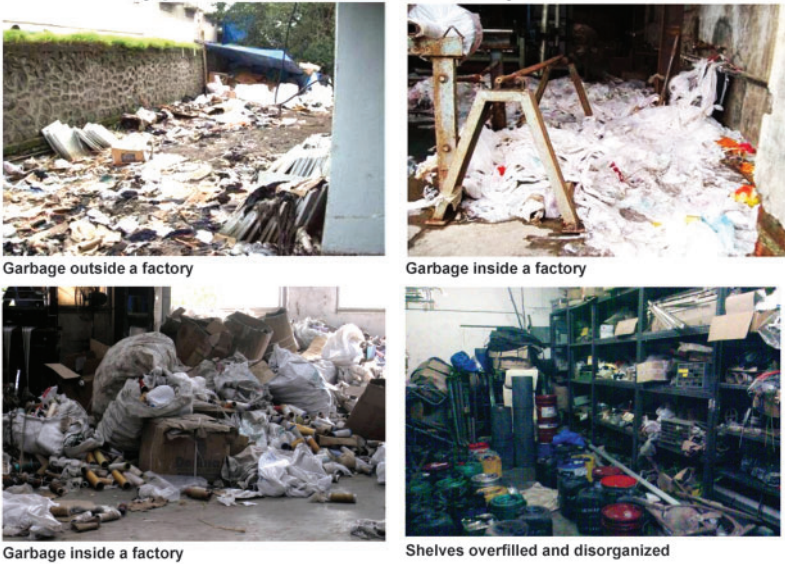 Garbage outside a factory
Garbage inside a factory
Garbage inside a factory
Shelves overfilled and disorganized